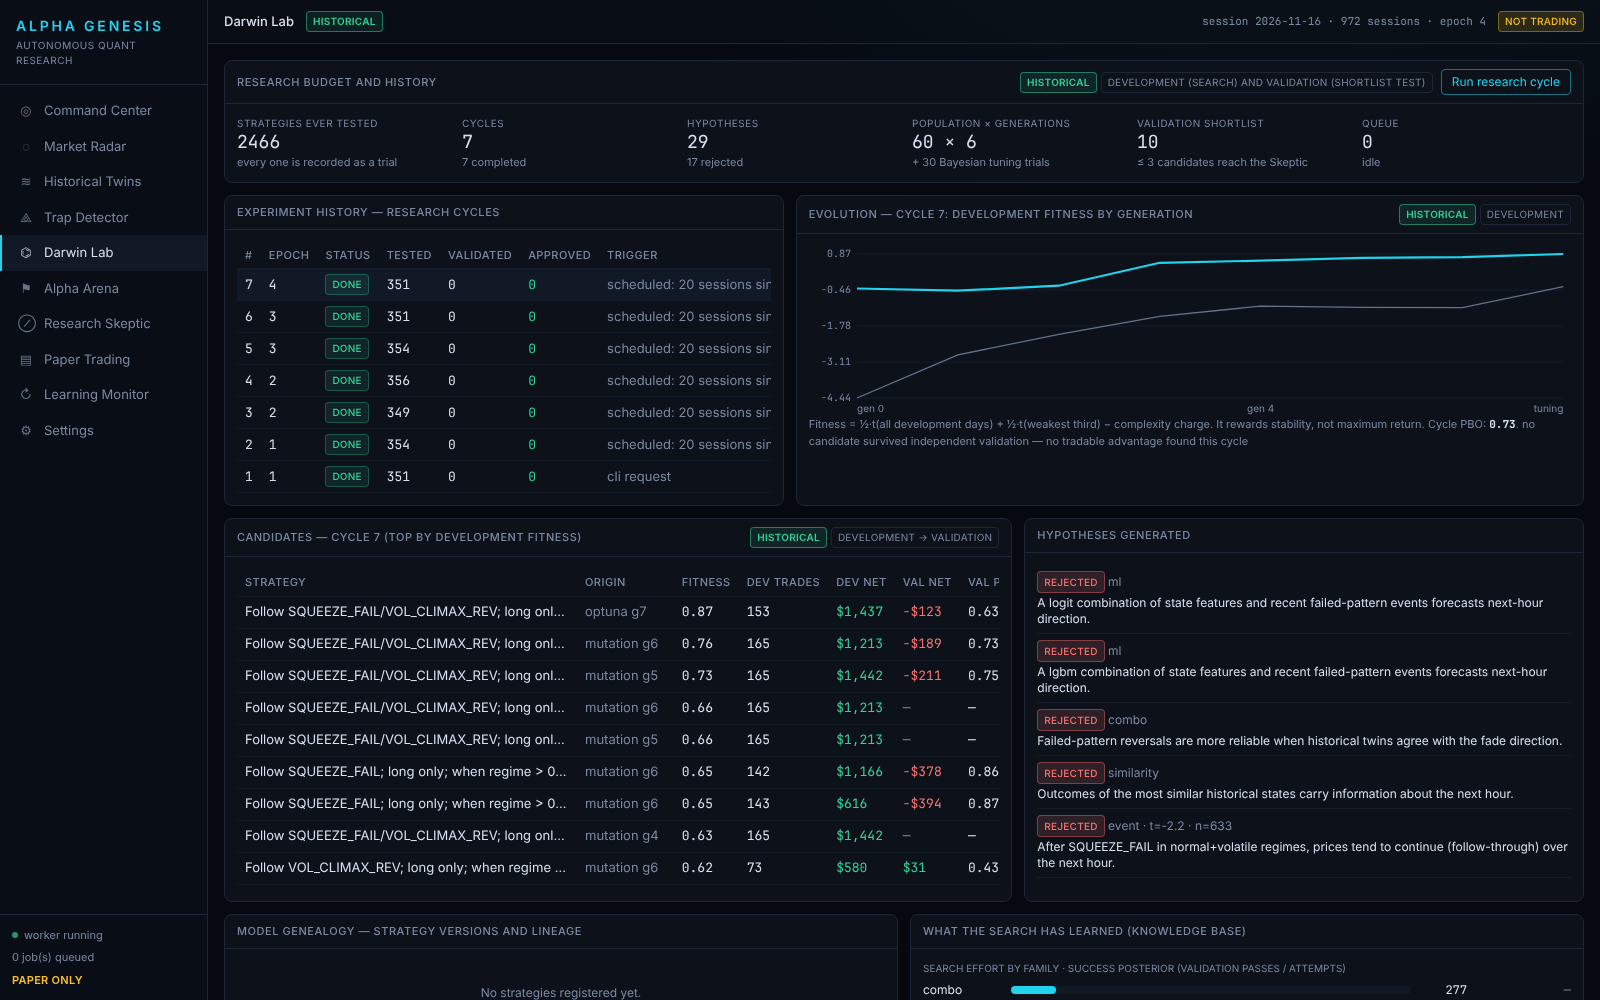 ALPHA GENESIS
AUTONOMOUS QUANT
RESEARCH
Command Center
Market Radar
Historical Twins
Trap Detector
Darwin Lab
Alpha Arena
Research Skeptic
Paper Trading
Learning Monitor
Settings
worker running
0 job(s) queued
PAPER ONLY
Darwin Lab HISTORICAL
session 2026-11-16 · 972 sessions · epoch 4 NOT TRADING
RESEARCH BUDGET AND HISTORY
HISTORICAL DEVELOPMENT (SEARCH) AND VALIDATION (SHORTLIST TEST) Run research cycle
STRATEGIES EVER TESTED
2466
every one is recorded as a trial
CYCLES
7
7 completed
HYPOTHESES
29
17 rejected
POPULATION × GENERATIONS
60 × 6
+ 30 Bayesian tuning trials
VALIDATION SHORTLIST
10
≤ 3 candidates reach the Skeptic
QUEUE
0
idle
EXPERIMENT HISTORY — RESEARCH CYCLES
# EPOCH STATUS TESTED VALIDATED APPROVED TRIGGER
7 4 DONE 351 0 0 scheduled: 20 sessions sir
6 3 DONE 351 0 0 scheduled: 20 sessions sir
5 3 DONE 354 0 0 scheduled: 20 sessions sir
4 2 DONE 356 0 0 scheduled: 20 sessions sir
3 2 DONE 349 0 0 scheduled: 20 sessions sir
2 1 DONE 354 0 0 scheduled: 20 sessions sir
1 1 DONE 351 0 0 cli request
EVOLUTION — CYCLE 7: DEVELOPMENT FITNESS BY GENERATION
HISTORICAL DEVELOPMENT
0.87
-0.46
-1.78
-3.11
-4.44
gen 0 gen 4 tuning
Fitness = ½·t(all development days) + ½·t(weakest third) − complexity charge. It rewards stability, not maximum return. Cycle PBO: 0.73. no
candidate survived independent validation — no tradable advantage found this cycle
CANDIDATES — CYCLE 7 (TOP BY DEVELOPMENT FITNESS)
HISTORICAL DEVELOPMENT → VALIDATION
STRATEGY ORIGIN FITNESS DEV TRADES DEV NET VAL NET VAL P
Follow SQUEEZE_FAIL/VOL_CLIMAX_REV; long onl... optuna g7 0.87 153 $1,437 -$123 0.63
Follow SQUEEZE_FAIL/VOL_CLIMAX_REV; long onl... mutation g6 0.76 165 $1,213 -$189 0.73
Follow SQUEEZE_FAIL/VOL_CLIMAX_REV; long onl... mutation g5 0.73 165 $1,442 -$211 0.75
Follow SQUEEZE_FAIL/VOL_CLIMAX_REV; long onl... mutation g6 0.66 165 $1,213 — —
Follow SQUEEZE_FAIL/VOL_CLIMAX_REV; long onl... mutation g5 0.66 165 $1,213 — —
Follow SQUEEZE_FAIL; long only; when regime > 0... mutation g6 0.65 142 $1,166 -$378 0.86
Follow SQUEEZE_FAIL; long only; when regime > 0... mutation g6 0.65 143 $616 -$394 0.87
Follow SQUEEZE_FAIL/VOL_CLIMAX_REV; long onl... mutation g4 0.63 165 $1,442 — —
Follow VOL_CLIMAX_REV; long only; when regime ... mutation g6 0.62 73 $580 $31 0.43
HYPOTHESES GENERATED
REJECTED ml
A logit combination of state features and recent failed-pattern events forecasts next-hour
direction.
REJECTED ml
A lgbm combination of state features and recent failed-pattern events forecasts next-hour
direction.
REJECTED combo
Failed-pattern reversals are more reliable when historical twins agree with the fade direction.
REJECTED similarity
Outcomes of the most similar historical states carry information about the next hour.
REJECTED event · t=-2.2 · n=633
After SQUEEZE_FAIL in normal+volatile regimes, prices tend to continue (follow-through) over
the next hour.
MODEL GENEALOGY — STRATEGY VERSIONS AND LINEAGE
No strategies registered yet.
WHAT THE SEARCH HAS LEARNED (KNOWLEDGE BASE)
SEARCH EFFORT BY FAMILY · SUCCESS POSTERIOR (VALIDATION PASSES / ATTEMPTS)
combo 277 —